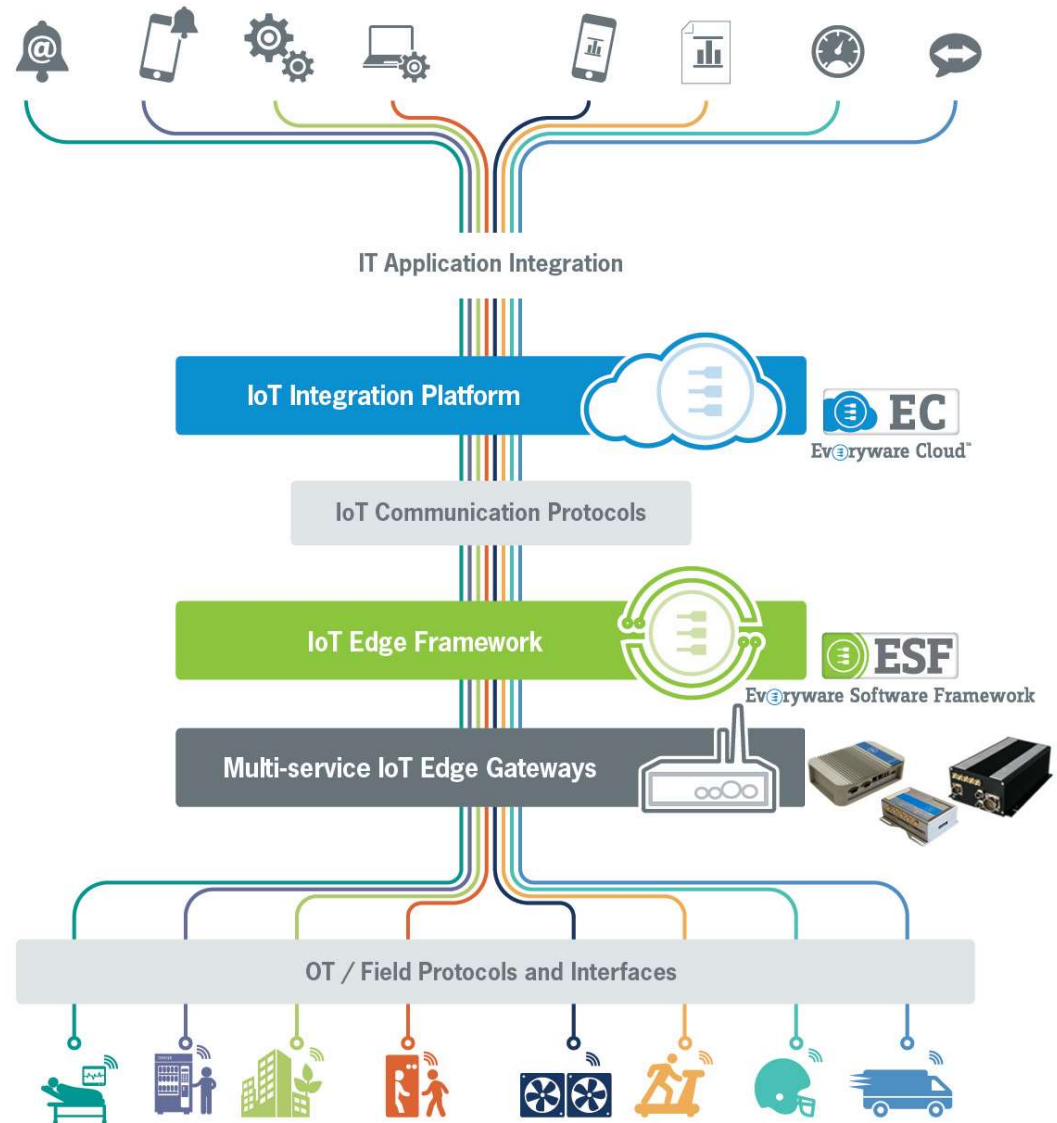 @
IT Application Integration
IoT Integration Platform
EC
Everyware Cloud™
IoT Communication Protocols
IoT Edge Framework
ESF
Everyware Software Framework
Multi-service IoT Edge Gateways
OT / Field Protocols and Interfaces